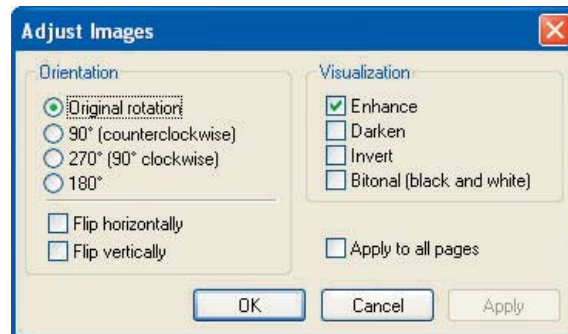 Adjust Images
Orientation
Original rotation
90° (counterclockwise)
270° (90° clockwise)
180°
Flip horizontally
Flip vertically
Visualization
Enhance
Darken
Invert
Bitonal (black and white)
Apply to all pages
OK
Cancel
Apply